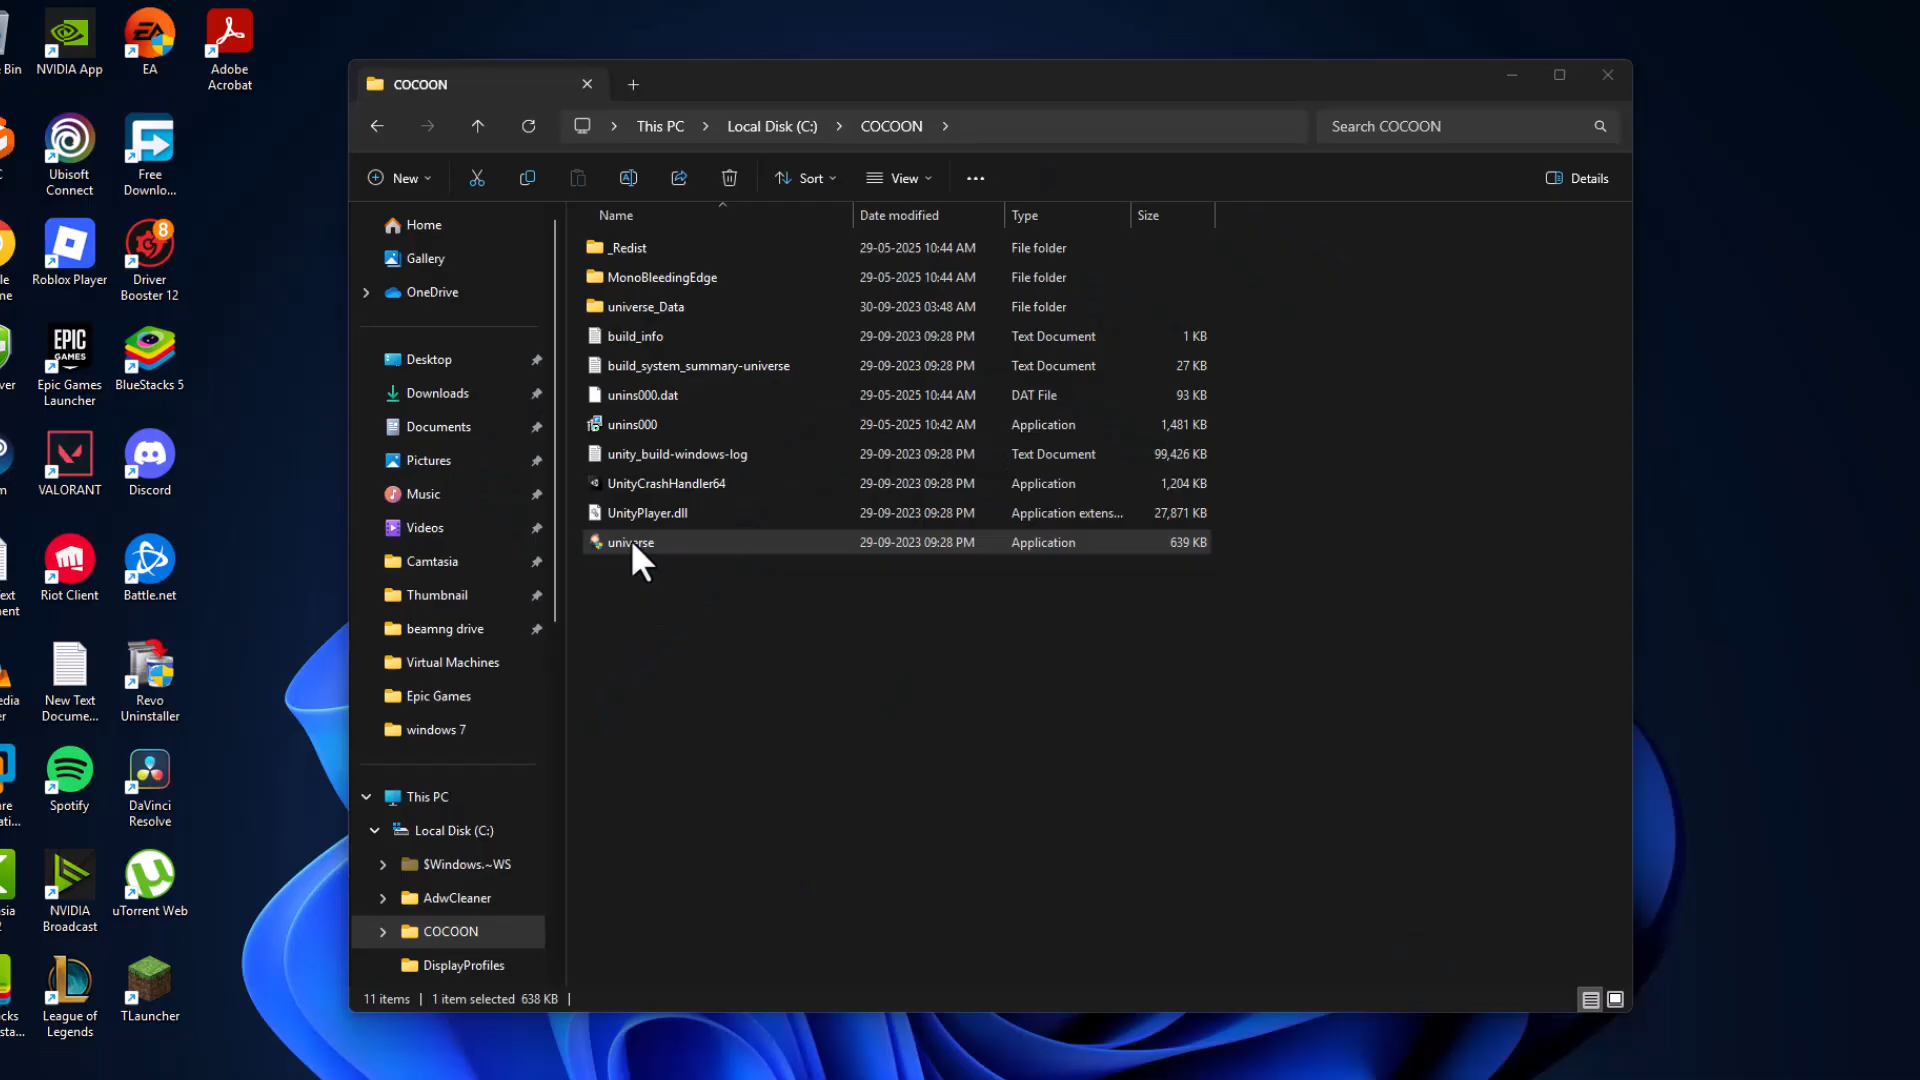 Bin
NVIDIA App
EA
Adobe
Acrobat
Ubisoft
Connect
Free
Downlo...
Roblox Player
8
Driver
Booster 12
EPIC
GAMES
Epic Games
Launcher
BlueStacks 5
VALORANT
Discord
Riot Client
Battle.net
New Text
Docume...
Revo
Uninstaller
Spotify
DaVinci
Resolve
NVIDIA
Broadcast
uTorrent Web
League of
Legends
TLauncher
COCOON
This PC
Local Disk (C:)
COCOON
Search COCOON
New
Sort
View
Details
Home
Gallery
OneDrive
Desktop
Downloads
Documents
Pictures
Music
Videos
Camtasia
Thumbnail
beamng drive
Virtual Machines
Epic Games
windows 7
This PC
Local Disk (C:)
$Windows.~WS
AdwCleaner
COCOON
DisplayProfiles
Name Date modified Type Size
_Redist 29-05-2025 10:44 AM File folder
MonoBleedingEdge 29-05-2025 10:44 AM File folder
universe_Data 30-09-2023 03:48 AM File folder
build_info 29-09-2023 09:28 PM Text Document 1 KB
build_system_summary-universe 29-09-2023 09:28 PM Text Document 27 KB
unins000.dat 29-05-2025 10:44 AM DAT File 93 KB
unins000 29-05-2025 10:42 AM Application 1,481 KB
unity_build-windows-log 29-09-2023 09:28 PM Text Document 99,426 KB
UnityCrashHandler64 29-09-2023 09:28 PM Application 1,204 KB
UnityPlayer.dll 29-09-2023 09:28 PM Application extens... 27,871 KB
universe 29-09-2023 09:28 PM Application 639 KB
11 items 1 item selected 638 KB